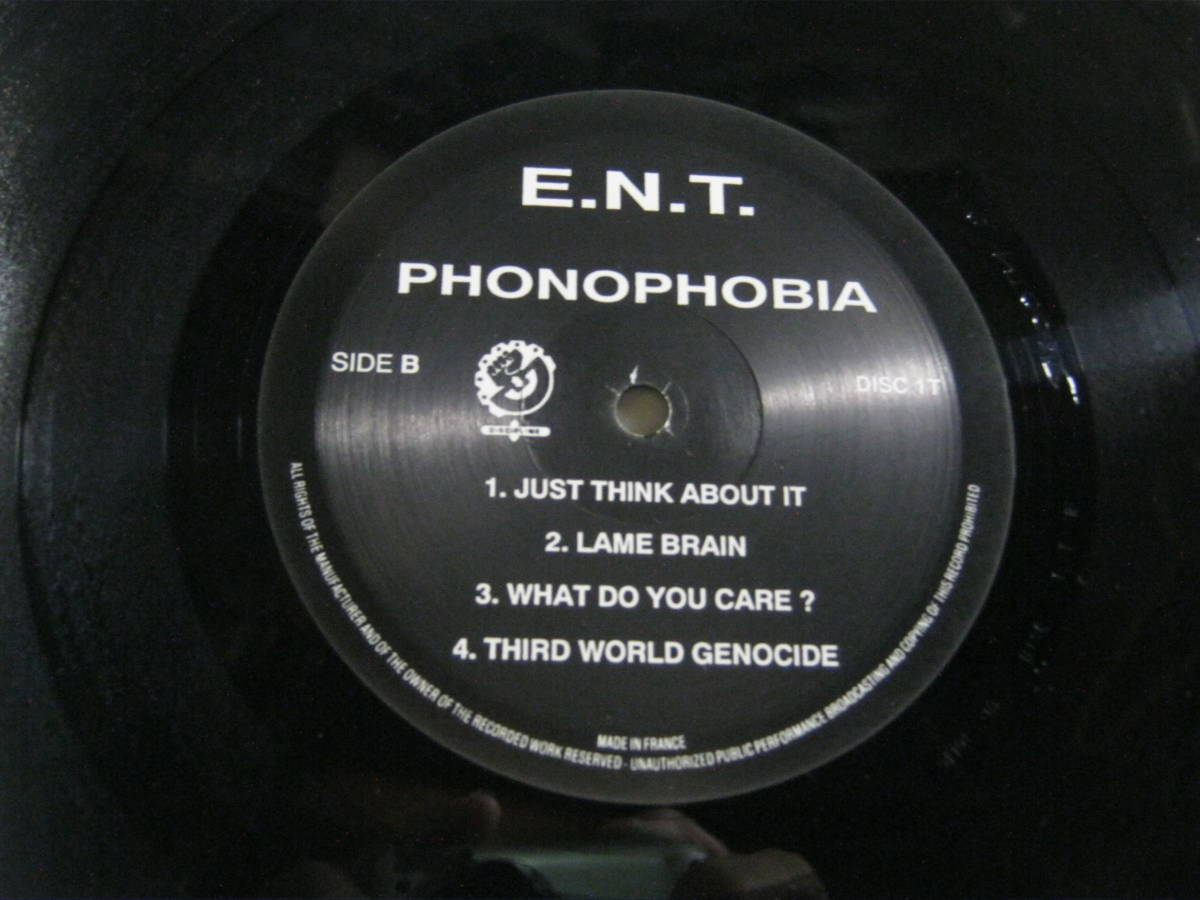 E.N.T.
PHONOPHOBIA
SIDE B
DISC 1T
DISCIPLINE
1. JUST THINK ABOUT IT
2. LAME BRAIN
3. WHAT DO YOU CARE ?
4. THIRD WORLD GENOCIDE
MADE IN FRANCE
ALL RIGHTS OF THE MANUFACTURER AND OF THE OWNER OF THE RECORDED WORK RESERVED - UNAUTHORIZED PUBLIC PERFORMANCE BROADCASTING AND COPYING OF THIS RECORD PROHIBITED